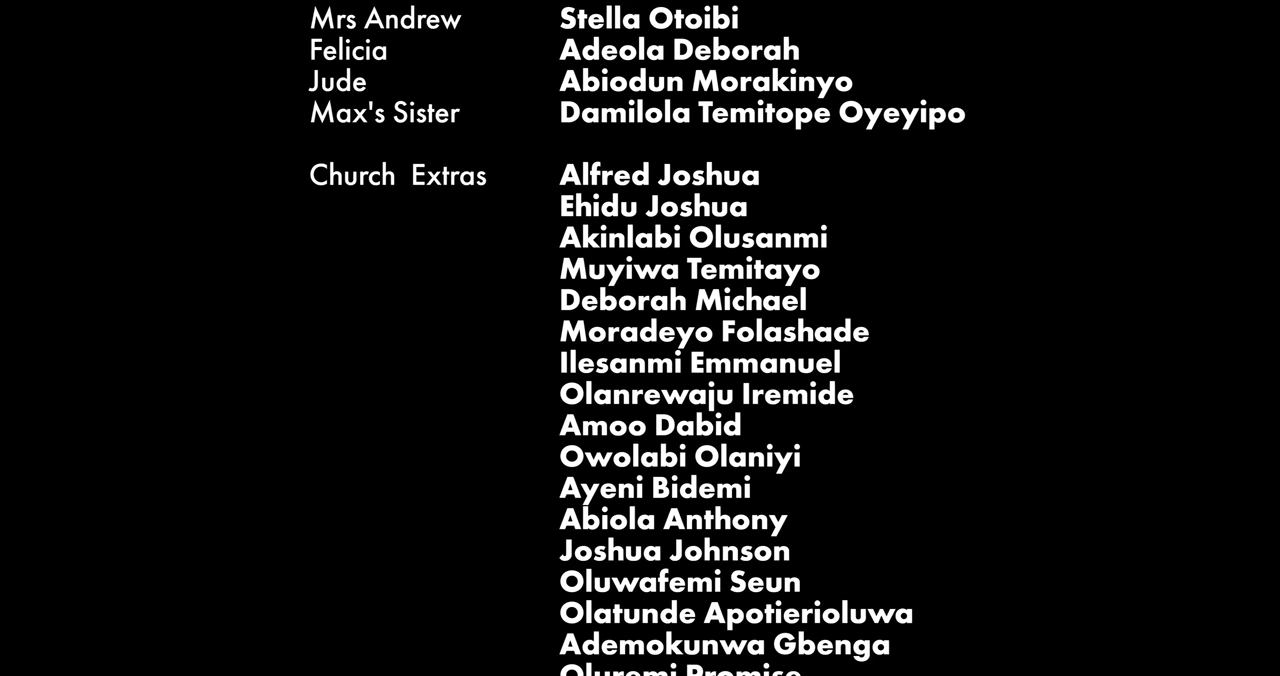 Mrs Andrew Stella Otoibi
Felicia Adeola Deborah
Jude Abiodun Morakinyo
Max's Sister Damilola Temitope Oyeyipo
Church Extras Alfred Joshua
Ehidu Joshua
Akinlabi Olusanmi
Muyiwa Temitayo
Deborah Michael
Moradeyo Folashade
Ilesanmi Emmanuel
Olanrewaju Iremide
Amoo Dabid
Owolabi Olaniyi
Ayeni Bidemi
Abiola Anthony
Joshua Johnson
Oluwafemi Seun
Olatunde Apotierioluwa
Ademokunwa Gbenga
Oluremi Promise